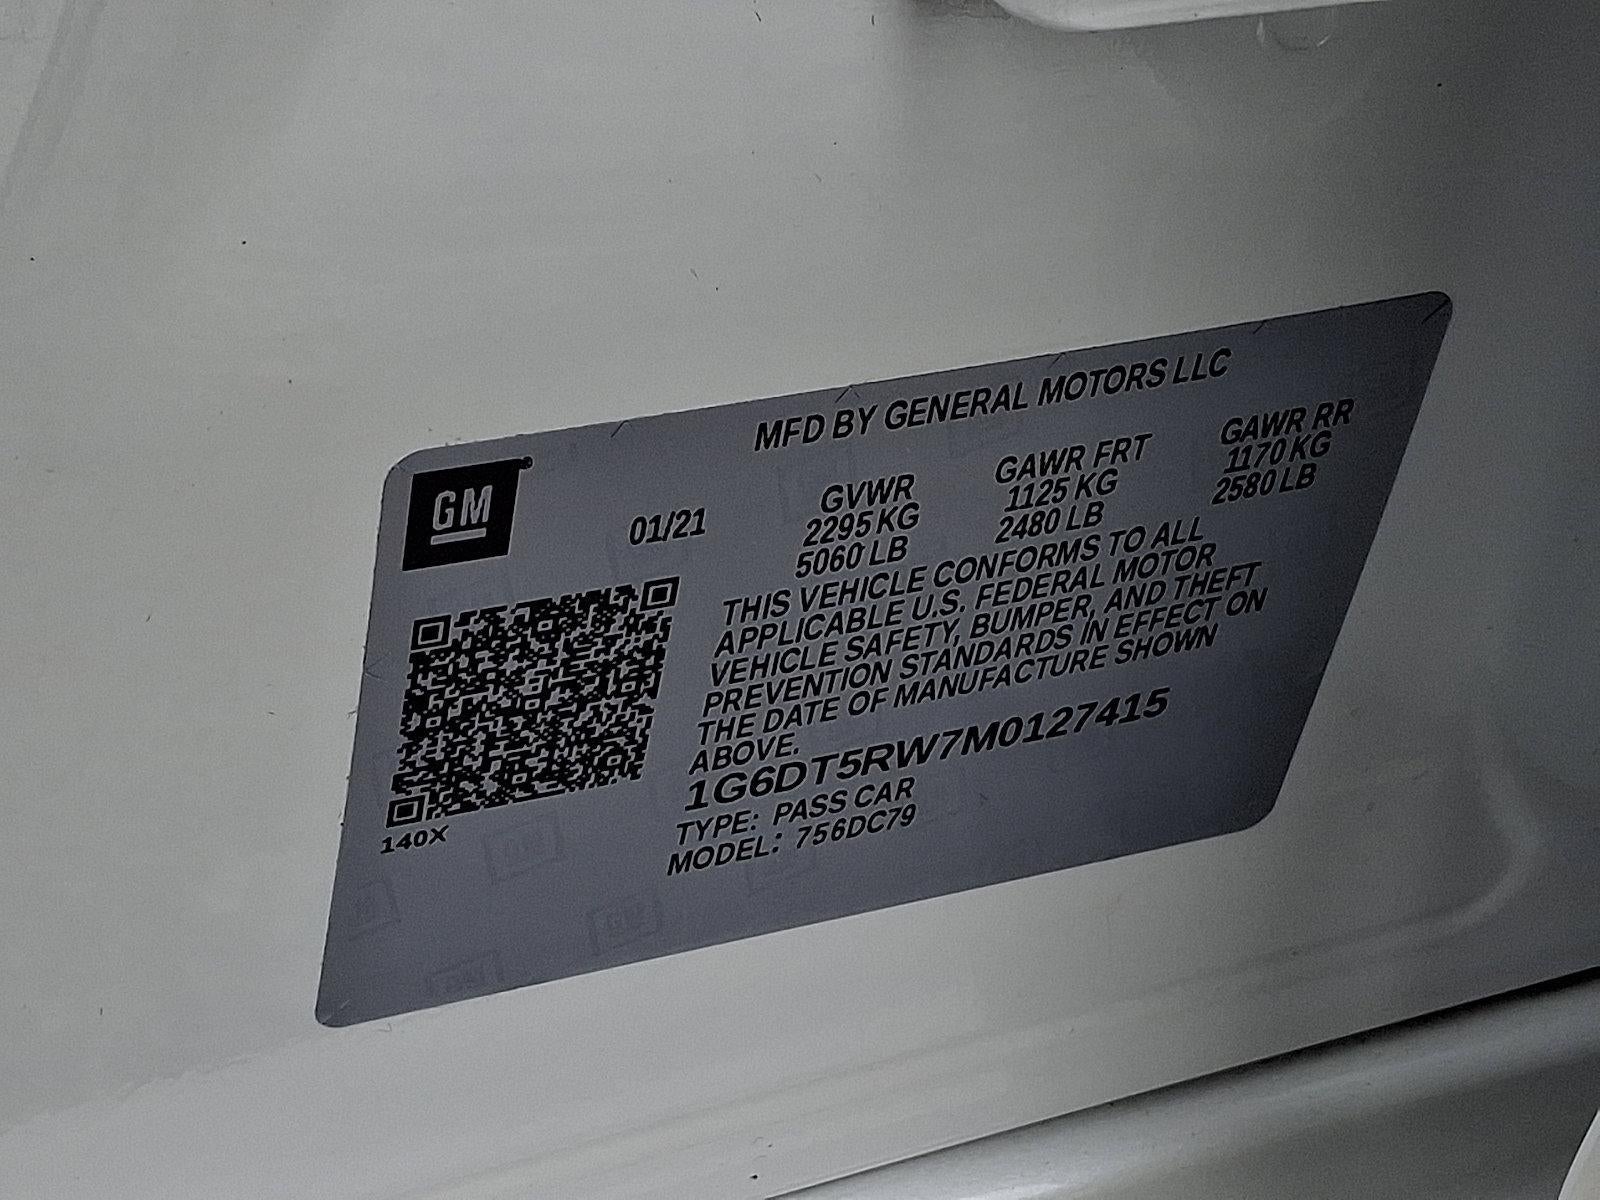 MFD BY GENERAL MOTORS LLC
GM
01/21
GVWR
2295 KG
5060 LB
GAWR FRT
1125 KG
2480 LB
GAWR RR
1170 KG
2580 LB
THIS VEHICLE CONFORMS TO ALL
APPLICABLE U.S. FEDERAL MOTOR
VEHICLE SAFETY, BUMPER, AND THEFT
PREVENTION STANDARDS IN EFFECT ON
THE DATE OF MANUFACTURE SHOWN
ABOVE.
1G6DT5RW7M0127415
TYPE: PASS CAR
MODEL: 756DC79
140X